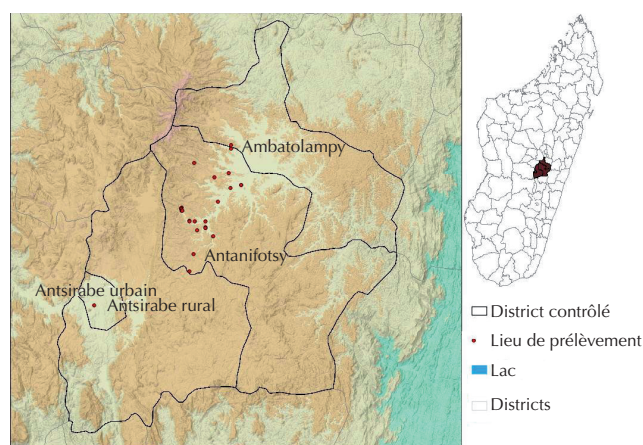 Ambatolampy
Antanifotsy
Antsirabe urbain
Antsirabe rural
District contrôlé
Lieu de prélèvement
Lac
Districts